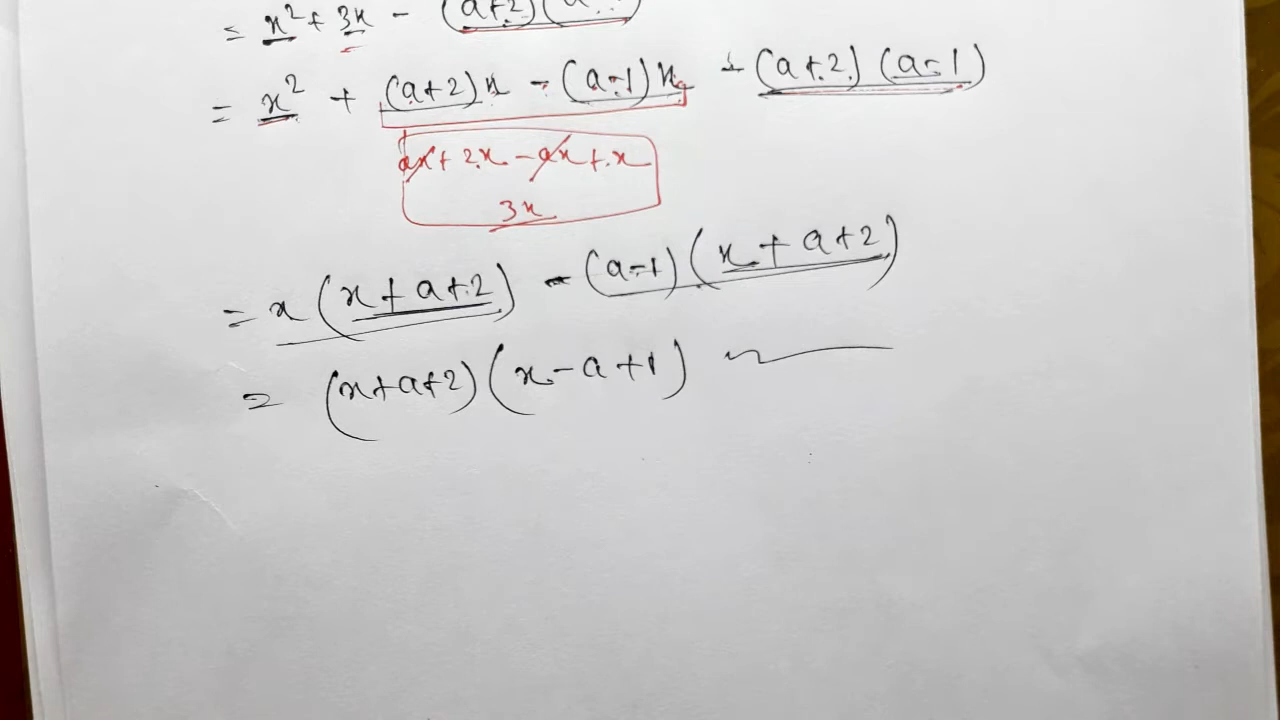 = x² + 3x - (a+2)(a
= x² + (a+2)x - (a-1)x - (a+2)(a-1)
ax + 2x - ax + x
3x
= x(x+a+2) - (a-1)(x+a+2)
= (x+a+2)(x-a+1)